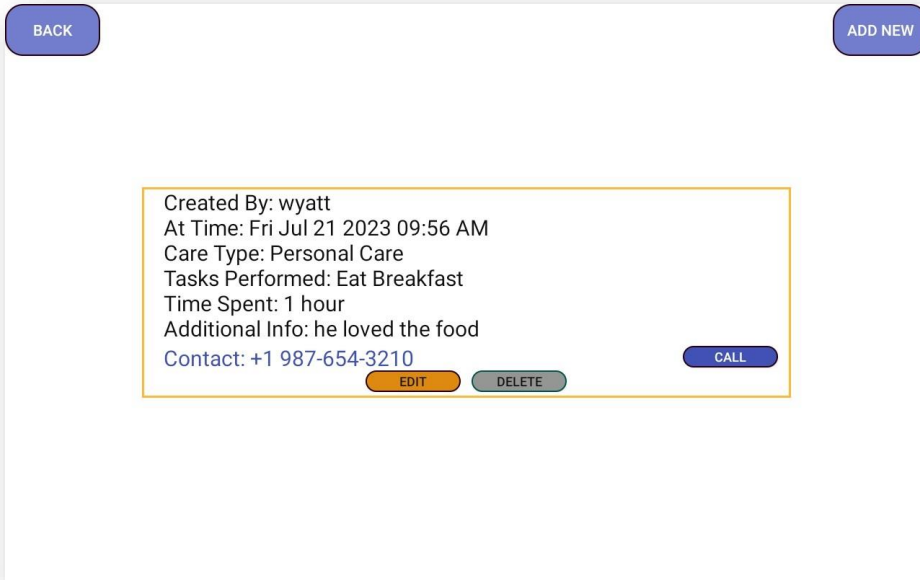 BACK
ADD NEW
Created By: wyatt
At Time: Fri Jul 21 2023 09:56 AM
Care Type: Personal Care
Tasks Performed: Eat Breakfast
Time Spent: 1 hour
Additional Info: he loved the food
Contact: +1 987-654-3210
CALL
EDIT
DELETE